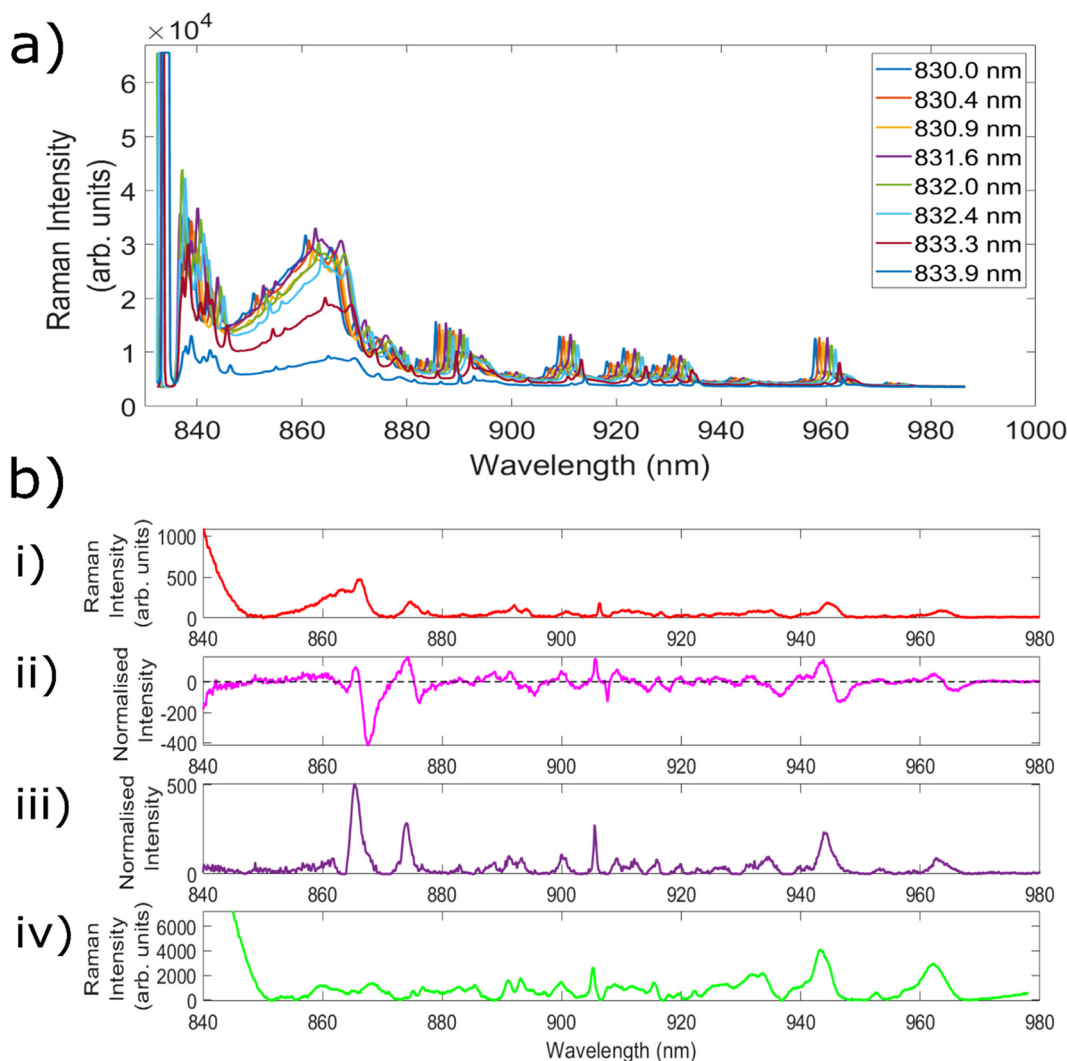 a)
×10⁴
Raman Intensity
(arb. units)
6
5
4
3
2
1
0
840 860 880 900 920 940 960 980 1000
Wavelength (nm)
830.0 nm
830.4 nm
830.9 nm
831.6 nm
832.0 nm
832.4 nm
833.3 nm
833.9 nm
b)
i)
Raman
Intensity
(arb. units)
1000
500
0
840 860 880 900 920 940 960 980
ii)
Normalised
Intensity
0
-200
-400
840 860 880 900 920 940 960 980
iii)
Normalised
Intensity
500
0
840 860 880 900 920 940 960 980
iv)
Raman
Intensity
(arb. units)
6000
4000
2000
0
840 860 880 900 920 940 960 980
Wavelength (nm)